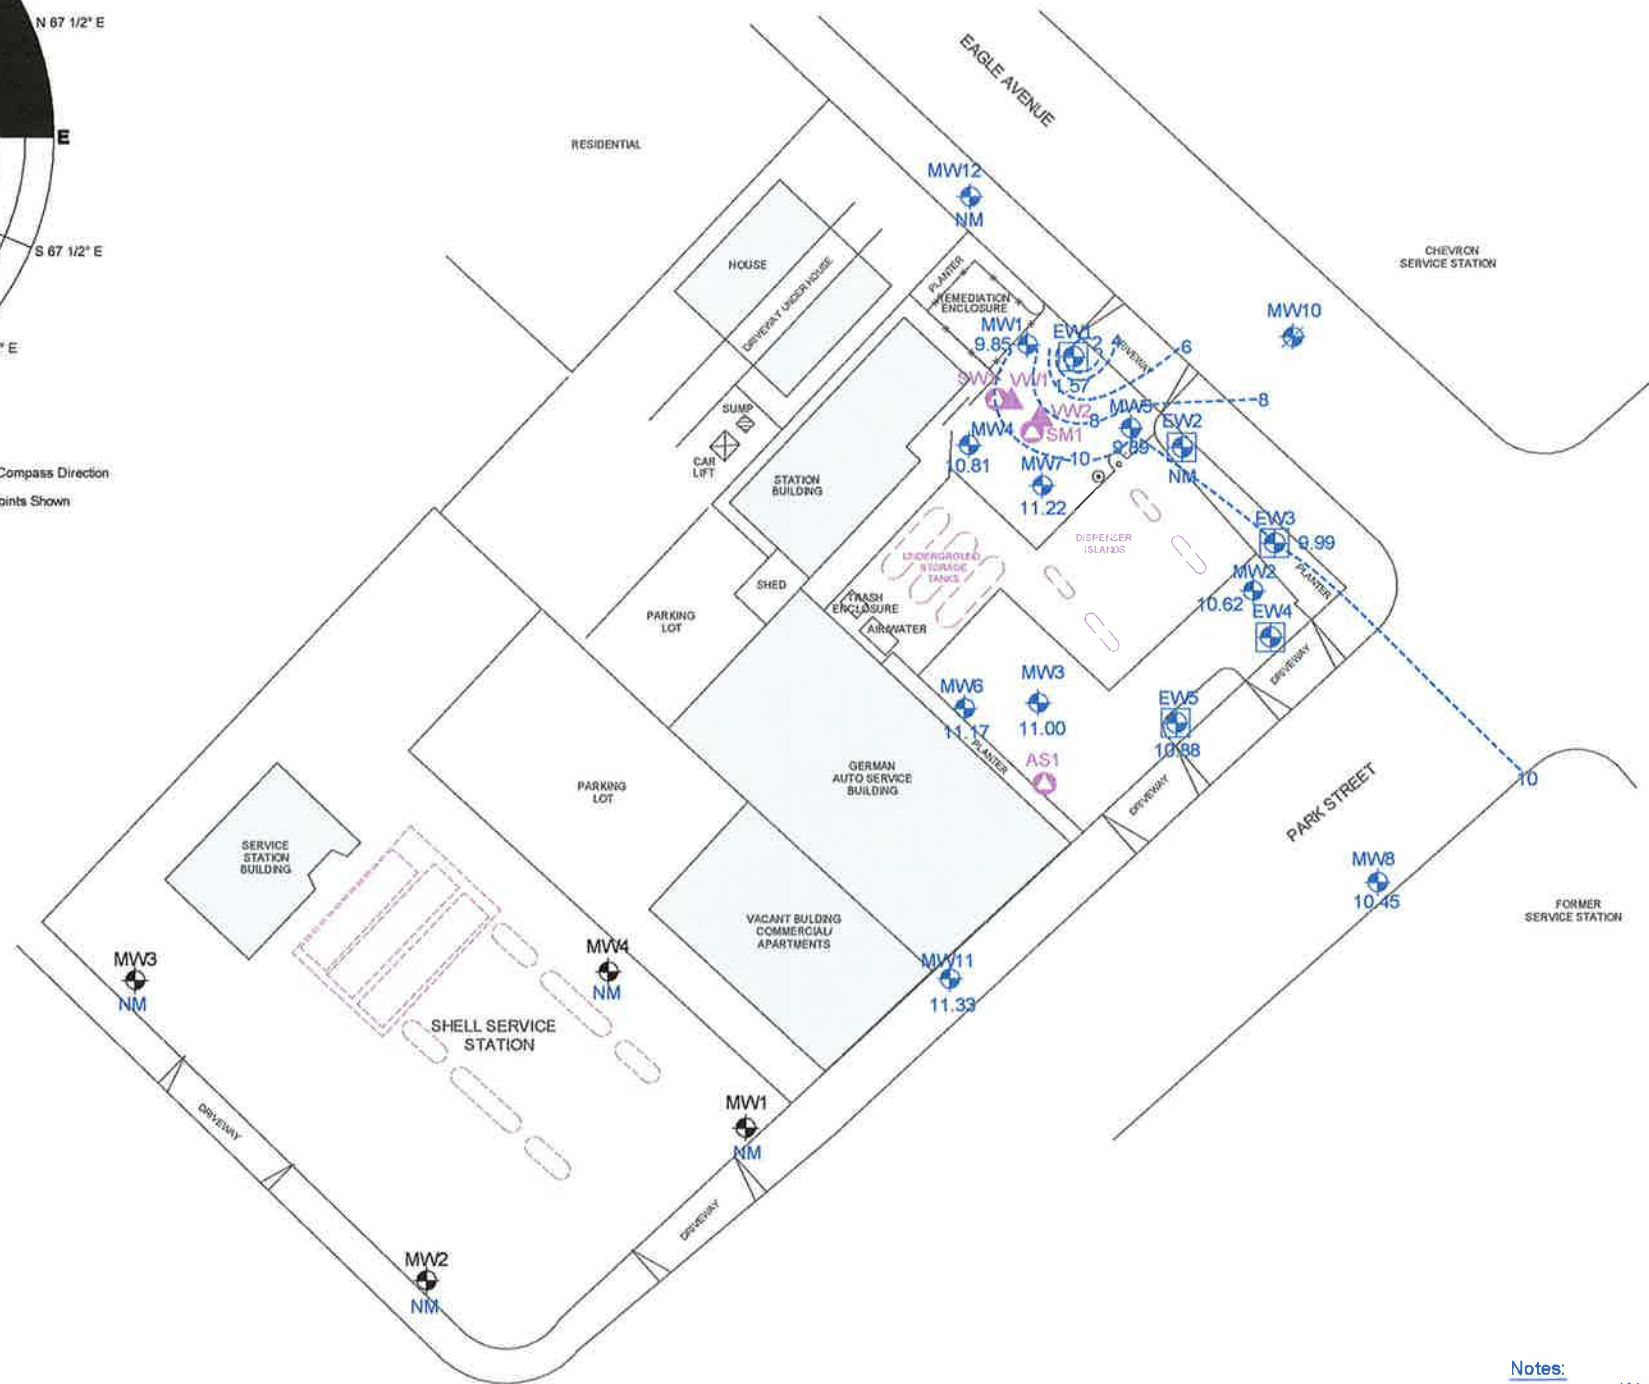 N 67 1/2° E
E
S 67 1/2° E
° E
Compass Direction
oints Shown
EAGLE AVENUE
RESIDENTIAL
MW12
NM
CHEVRON
SERVICE STATION
HOUSE
DRIVEWAY UNDER HOUSE
PLANTER
REMEDIATION
ENCLOSURE
MW10
MW1
9.85
EW1
2
4
DRIVEWAY
6
1.57
SW1
VW1
8
VW2
8
MW5
9.89
EW2
NM
SM1
MW4
10.81
10
MW7
11.22
SUMP
CAR
LIFT
STATION
BUILDING
DISPENSER
ISLANDS
EW3
9.99
UNDERGROUND
STORAGE
TANKS
MW2
10.62
PLANTER
EW4
SHED
TRASH
ENCLOSURE
AIR/WATER
PARKING
LOT
DRIVEWAY
MW6
11.17
MW3
11.00
EW5
10.88
PLANTER
AS1
GERMAN
AUTO SERVICE
BUILDING
DRIVEWAY
10
PARK STREET
PARKING
LOT
SERVICE
STATION
BUILDING
MW8
10.45
FORMER
SERVICE STATION
VACANT BULDING
COMMERCIAL/
APARTMENTS
MW3
NM
MW4
NM
MW11
11.33
SHELL SERVICE
STATION
DRIVEWAY
MW1
NM
DRIVEWAY
MW2
NM
Notes: